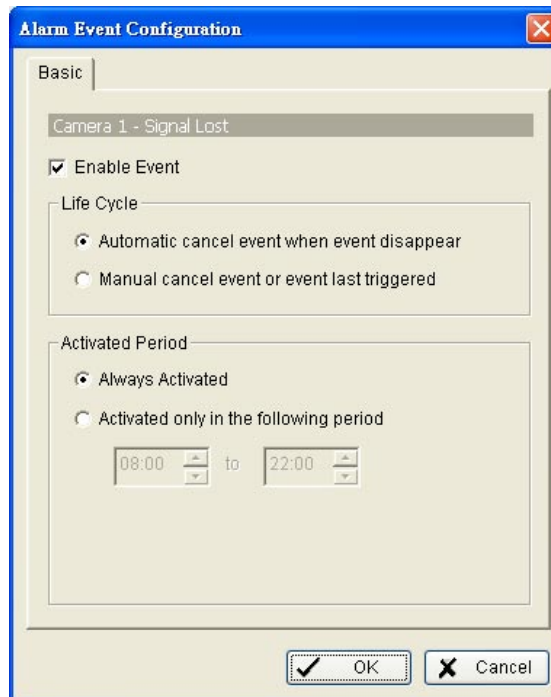 Alarm Event Configuration
Basic
Camera 1 - Signal Lost
Enable Event
Life Cycle
Automatic cancel event when event disappear
Manual cancel event or event last triggered
Activated Period
Always Activated
Activated only in the following period
08:00 to 22:00
OK Cancel